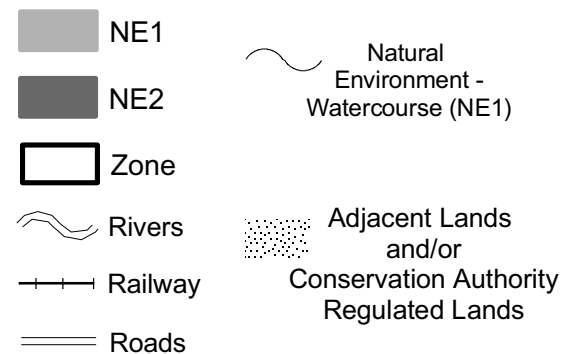 NE1
NE2
Zone
Rivers
Railway
Roads
Natural
Environment -
Watercourse (NE1)
Adjacent Lands
and/or
Conservation Authority
Regulated Lands